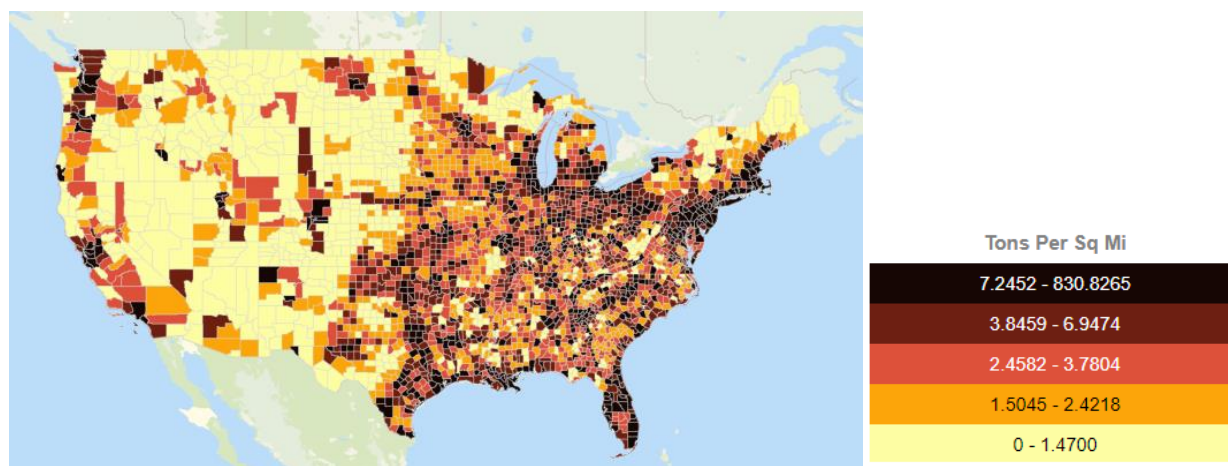 Tons Per Sq Mi
7.2452 - 830.8265
3.8459 - 6.9474
2.4582 - 3.7804
1.5045 - 2.4218
0 - 1.4700